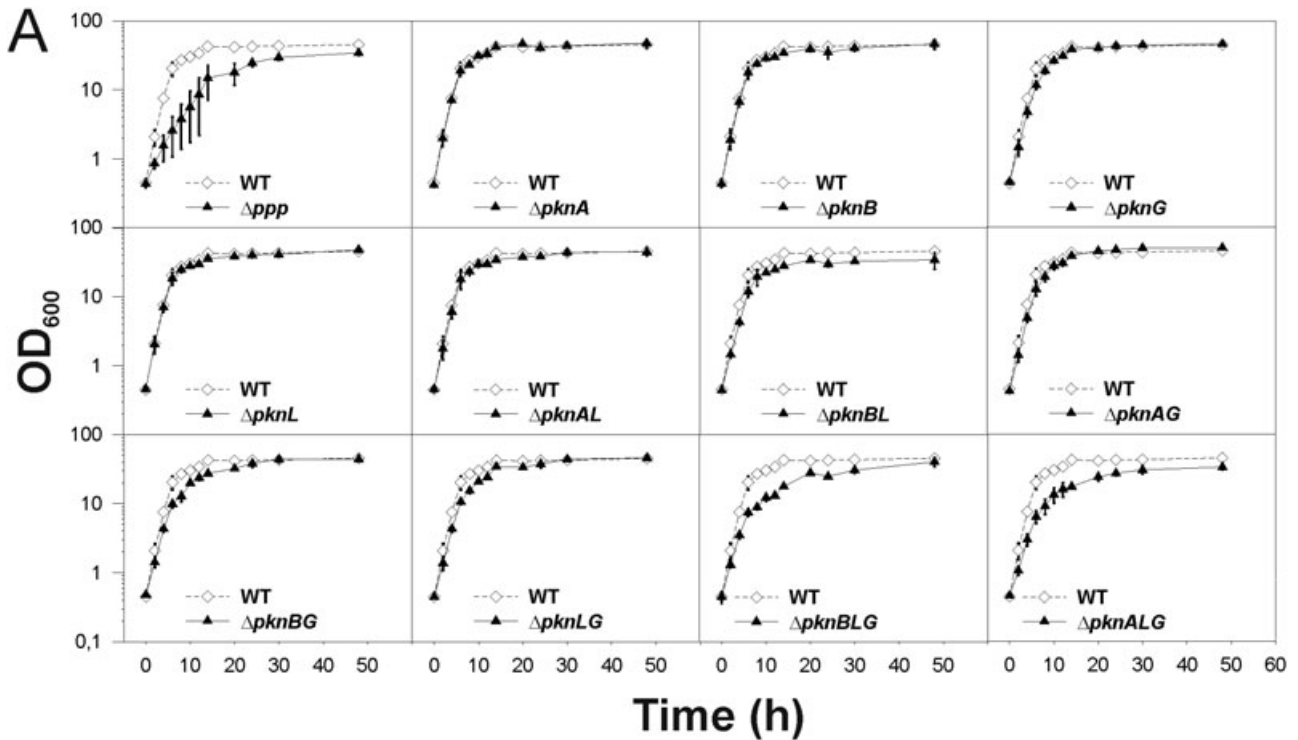 A
100
10
1
WT
Δppp
WT
ΔpknA
WT
ΔpknB
WT
ΔpknG
OD600
100
10
1
WT
ΔpknL
WT
ΔpknAL
WT
ΔpknBL
WT
ΔpknAG
100
10
1
0,1
WT
ΔpknBG
WT
ΔpknLG
WT
ΔpknBLG
WT
ΔpknALG
0 10 20 30 40 50 0 10 20 30 40 50 0 10 20 30 40 50 0 10 20 30 40 50 60
Time (h)